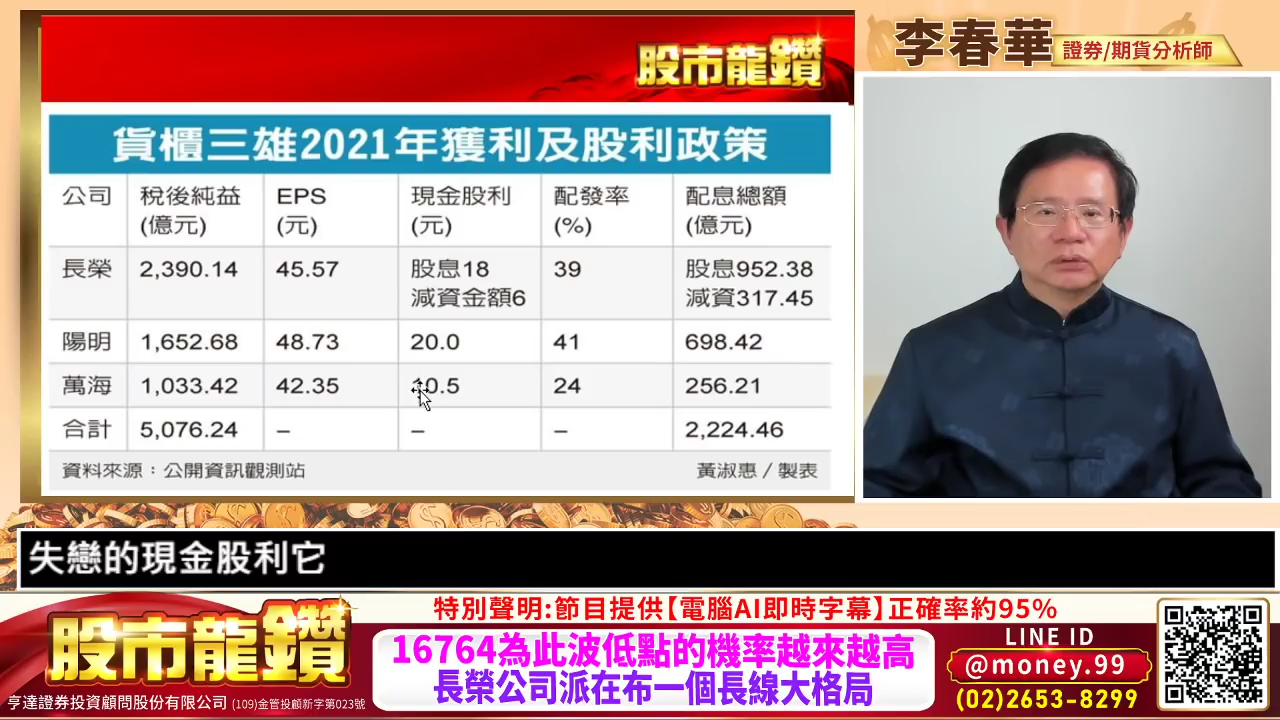 股市龍鑽
李春華 證券/期貨分析師
貨櫃三雄2021年獲利及股利政策
公司 稅後純益(億元) EPS(元) 現金股利(元) 配發率(%) 配息總額(億元)
長榮 2,390.14 45.57 股息18 減資金額6 39 股息952.38 減資317.45
陽明 1,652.68 48.73 20.0 41 698.42
萬海 1,033.42 42.35 10.5 24 256.21
合計 5,076.24 – – – 2,224.46
資料來源：公開資訊觀測站 黃淑惠／製表
失戀的現金股利它
特別聲明:節目提供【電腦AI即時字幕】正確率約95%
股市龍鑽
亨達證券投資顧問股份有限公司 (109)金管投顧新字第023號
16764為此波低點的機率越來越高
長榮公司派在布一個長線大格局
LINE ID
@money.99
(02)2653-8299